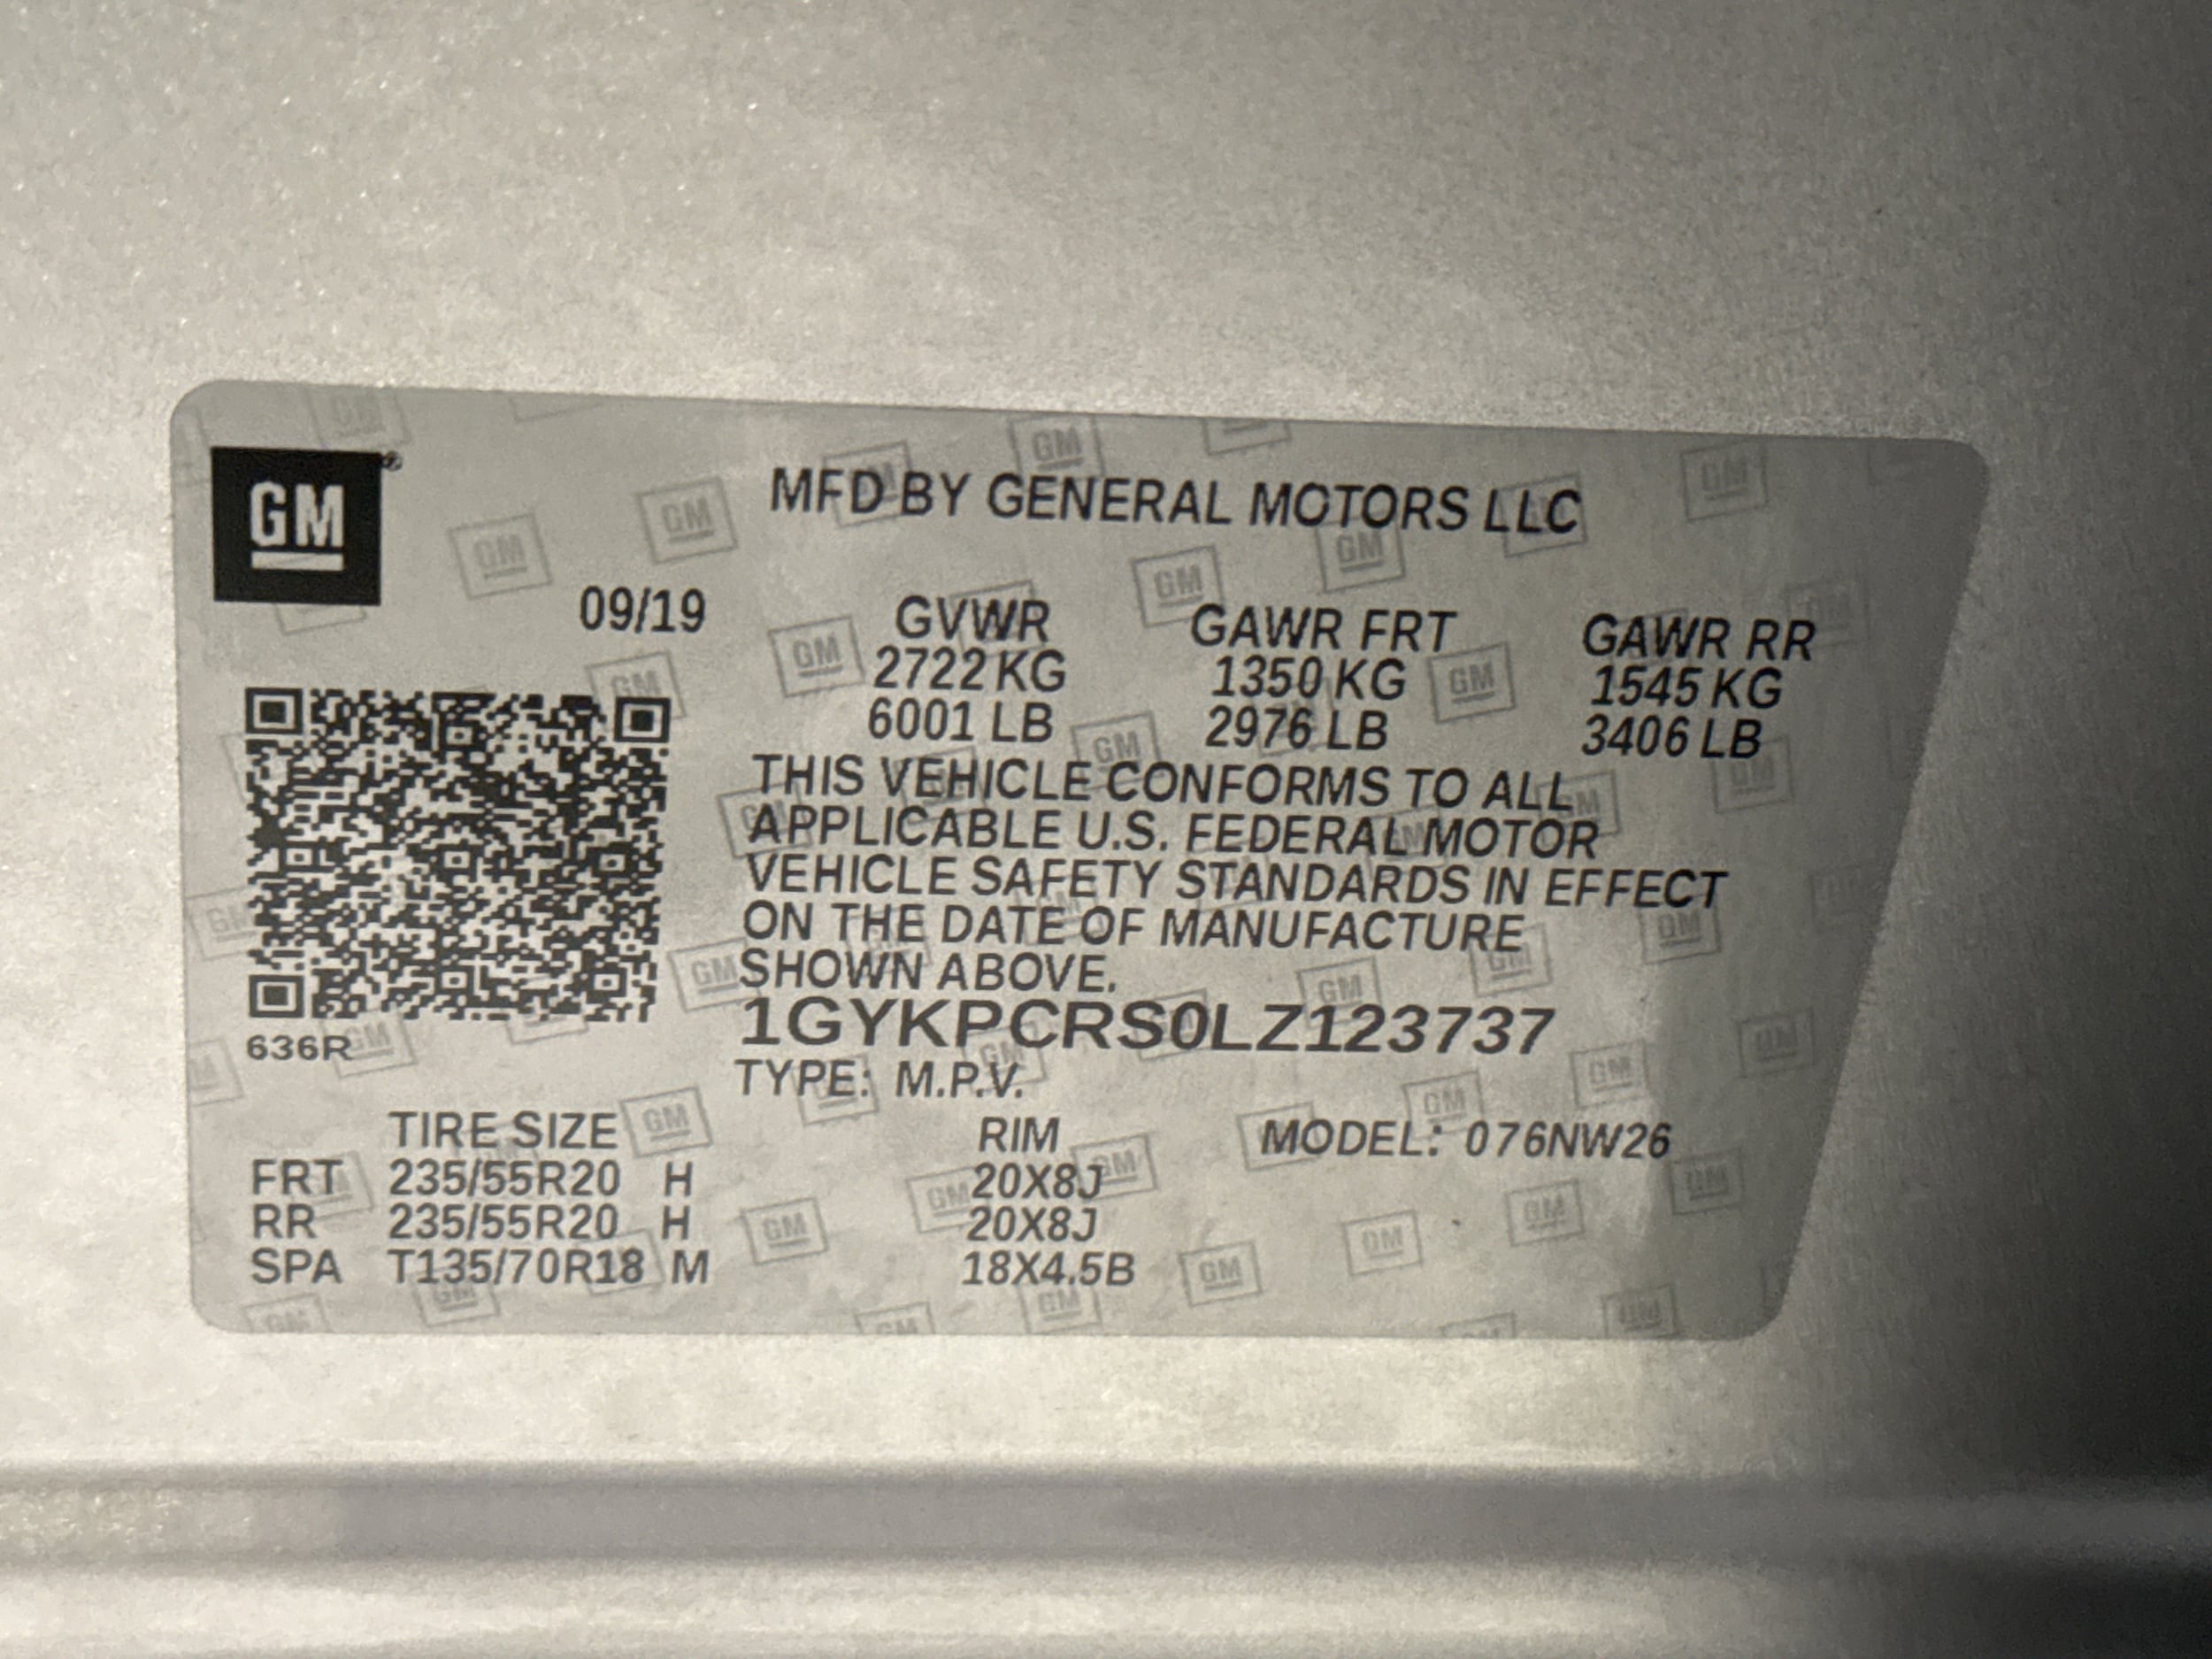 GM
MFD BY GENERAL MOTORS LLC
09/19
GVWR GAWR FRT GAWR RR
2722 KG 1350 KG 1545 KG
6001 LB 2976 LB 3406 LB
THIS VEHICLE CONFORMS TO ALL
APPLICABLE U.S. FEDERAL MOTOR
VEHICLE SAFETY STANDARDS IN EFFECT
ON THE DATE OF MANUFACTURE
SHOWN ABOVE.
1GYKPCRS0LZ123737
636R
TYPE: M.P.V.
TIRE SIZE RIM MODEL: 076NW26
FRT 235/55R20 H 20X8J
RR 235/55R20 H 20X8J
SPA T135/70R18 M 18X4.5B